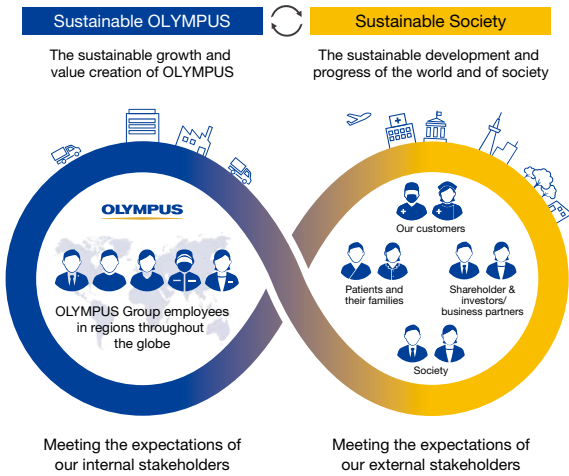 Sustainable OLYMPUS
Sustainable Society
The sustainable growth and
value creation of OLYMPUS
The sustainable development and
progress of the world and of society
OLYMPUS
OLYMPUS Group employees
in regions throughout
the globe
Our customers
Patients and
their families
Shareholder &
investors/
business partners
Society
Meeting the expectations of
our internal stakeholders
Meeting the expectations of
our external stakeholders